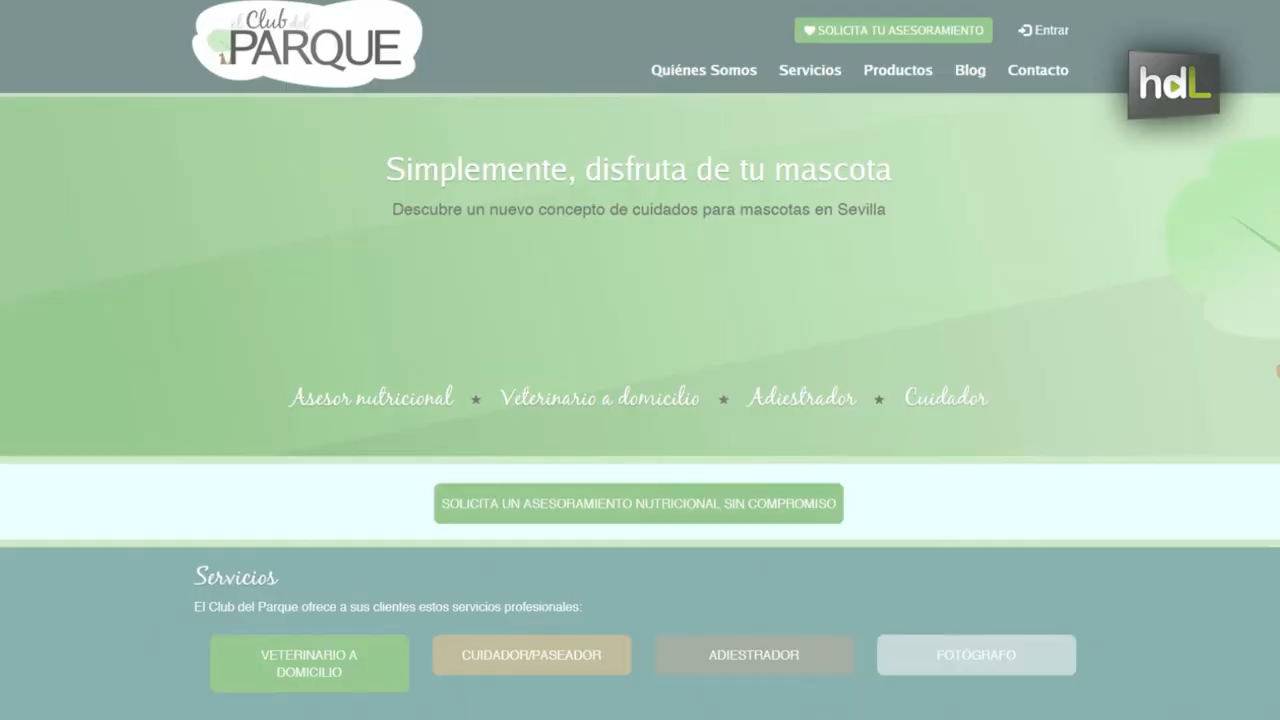 el Club del
PARQUE
SOLICITA TU ASESORAMIENTO
Entrar
Quiénes Somos Servicios Productos Blog Contacto
hdL
Simplemente, disfruta de tu mascota
Descubre un nuevo concepto de cuidados para mascotas en Sevilla
Asesor nutricional ★ Veterinario a domicilio ★ Adiestrador ★ Cuidador
SOLICITA UN ASESORAMIENTO NUTRICIONAL SIN COMPROMISO
Servicios
El Club del Parque ofrece a sus clientes estos servicios profesionales:
VETERINARIO A
DOMICILIO
CUIDADOR/PASEADOR
ADIESTRADOR
FOTÓGRAFO